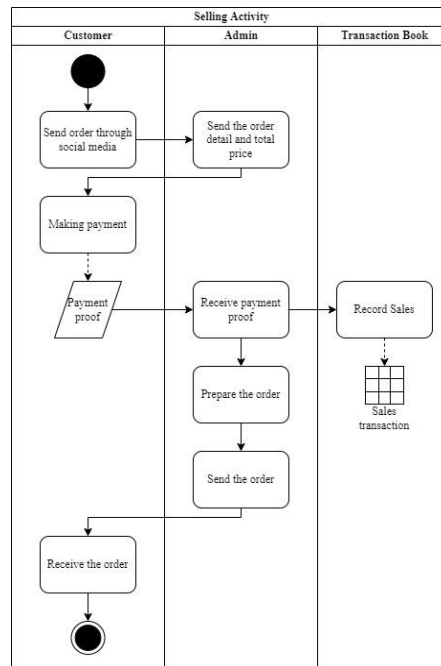 Selling Activity
Customer
Admin
Transaction Book
Send order through
social media
Send the order
detail and total
price
Making payment
Payment
proof
Receive payment
proof
Record Sales
Prepare the order
Sales
transaction
Send the order
Receive the order